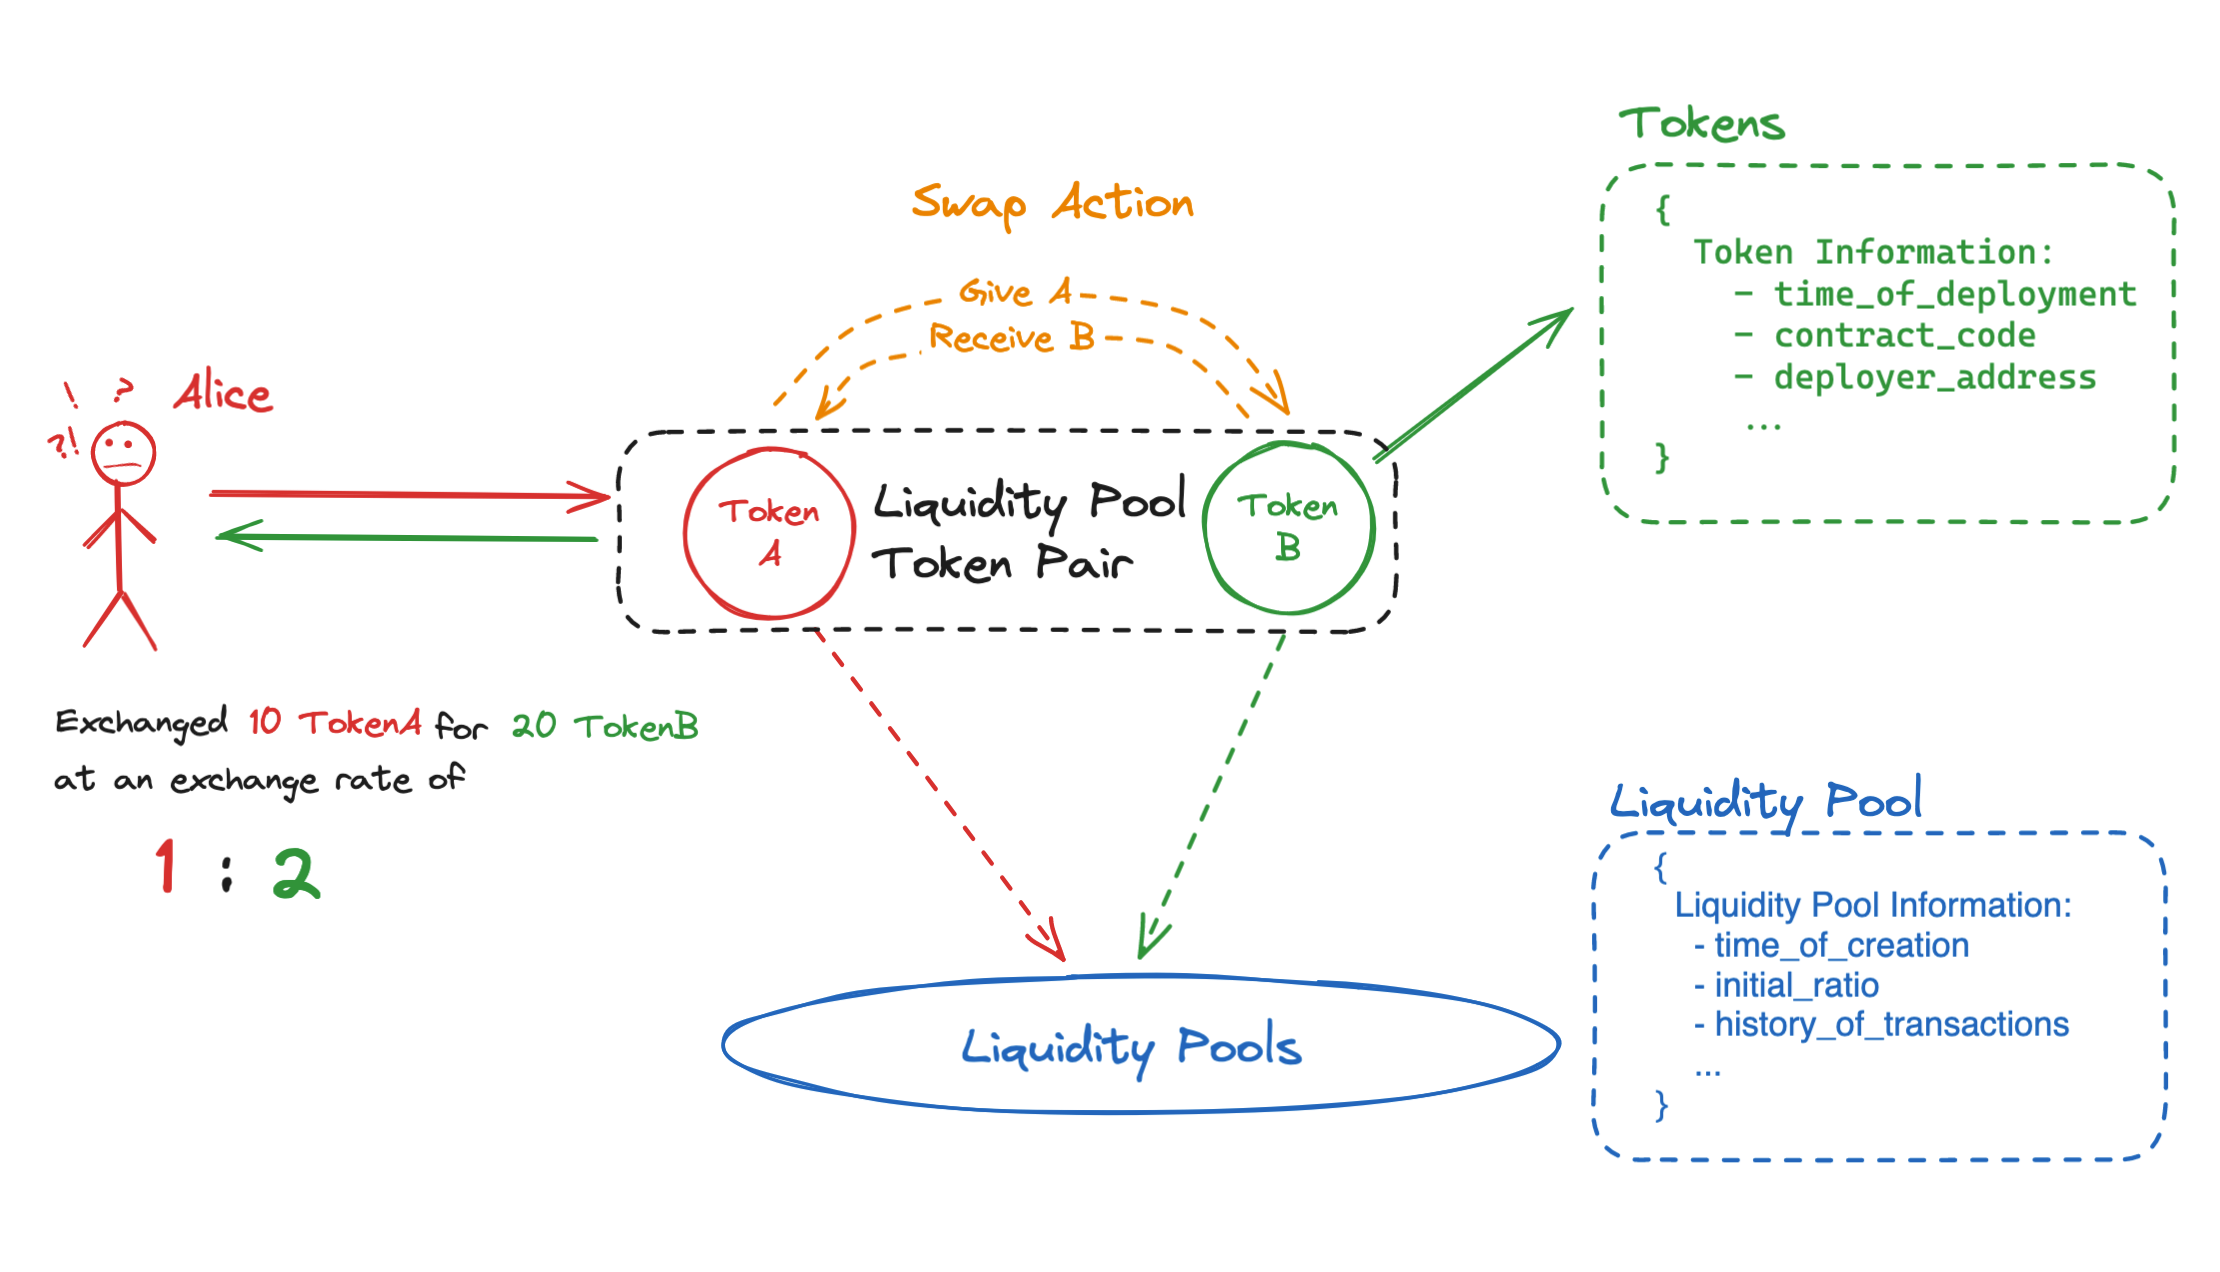 Tokens
{
Token Information:
- time_of_deployment
- contract_code
- deployer_address
...
}
Swap Action
Give A
Receive B
! ?
?!
Alice
Token
A
Liquidity Pool
Token Pair
Token
B
Exchanged 10 TokenA for 20 TokenB
at an exchange rate of
1 : 2
Liquidity Pools
Liquidity Pool
{
Liquidity Pool Information:
- time_of_creation
- initial_ratio
- history_of_transactions
...
}